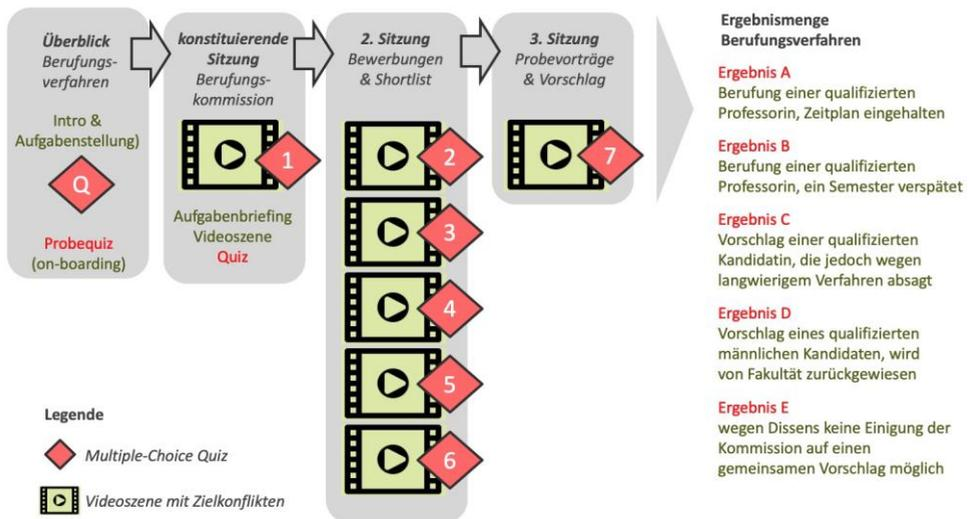 Überblick
Berufungs-
verfahren
Intro &
Aufgabenstellung)
Q
Probequiz
(on-boarding)
konstituierende
Sitzung
Berufungs-
kommission
1
Aufgabenbriefing
Videoszene
Quiz
2. Sitzung
Bewerbungen
& Shortlist
2
3
4
5
6
3. Sitzung
Probevorträge
& Vorschlag
7
Ergebnismenge
Berufungsverfahren
Ergebnis A
Berufung einer qualifizierten
Professorin, Zeitplan eingehalten
Ergebnis B
Berufung einer qualifizierten
Professorin, ein Semester verspätet
Ergebnis C
Vorschlag einer qualifizierten
Kandidatin, die jedoch wegen
langwierigem Verfahren absagt
Ergebnis D
Vorschlag eines qualifizierten
männlichen Kandidaten, wird
von Fakultät zurückgewiesen
Ergebnis E
wegen Dissens keine Einigung der
Kommission auf einen
gemeinsamen Vorschlag möglich
Legende
Multiple-Choice Quiz
Videoszene mit Zielkonflikten